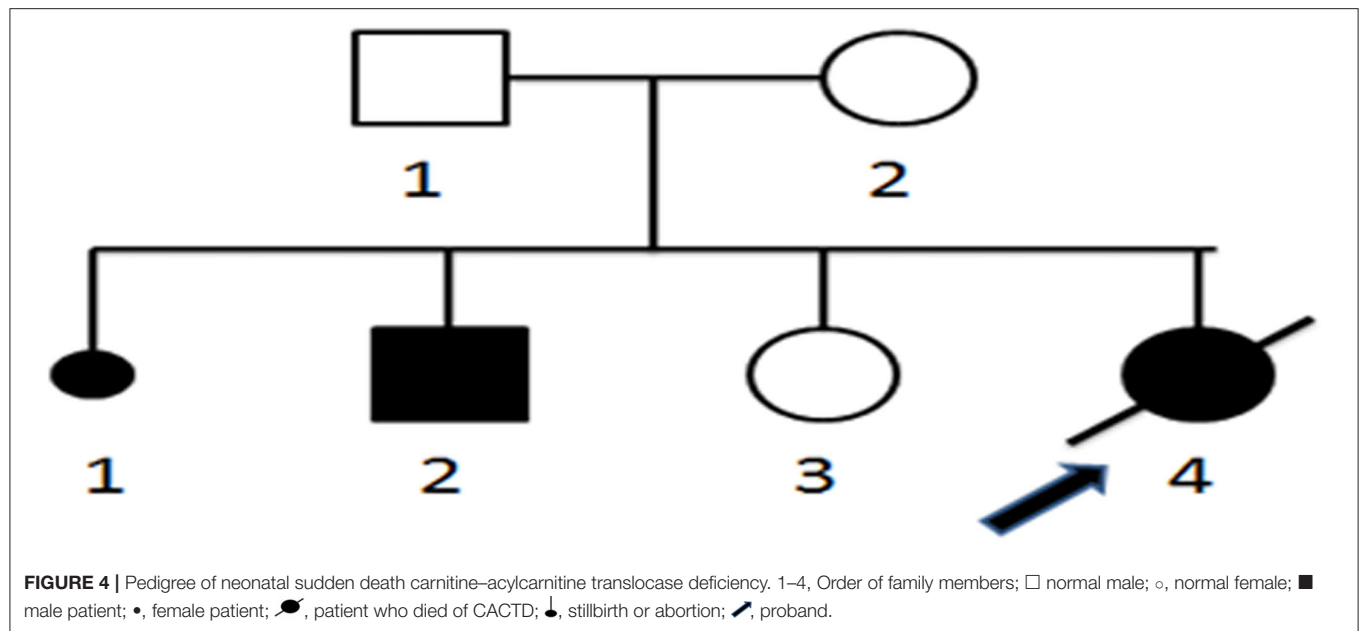 1 2
1 2 3 4
FIGURE 4 | Pedigree of neonatal sudden death carnitine–acylcarnitine translocase deficiency. 1–4, Order of family members; □ normal male; ○, normal female; ■
male patient; •, female patient; , patient who died of CACTD; , stillbirth or abortion; , proband.